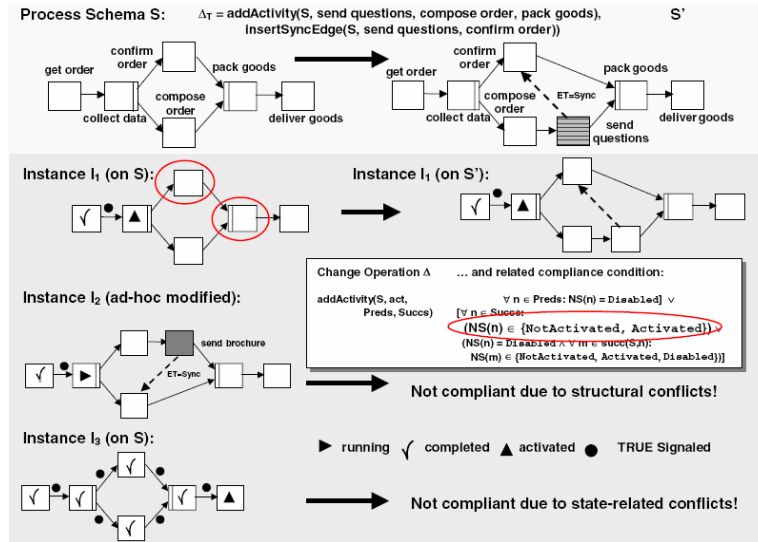 Process Schema S:
ΔT = addActivity(S, send questions, compose order, pack goods),
insertSyncEdge(S, send questions, confirm order))
S’
confirm
order
get order
pack goods
compose
order
collect data
deliver goods
confirm
order
get order
pack goods
compose
order
ET=Sync
collect data
send
questions
deliver goods
Instance I1 (on S):
Instance I1 (on S’):
Change Operation Δ
... and related compliance condition:
addActivity(S, act,
Preds, Succs)
∀ n ∈ Preds: NS(n) = Disabled] ∨
[∀ n ∈ Succs:
(NS(n) ∈ {NotActivated, Activated}) ∨
(NS(n) = Disabled ∧ ∀ m ∈ succ(S,n):
NS(m) ∈ {NotActivated, Activated, Disabled})]
Instance I2 (ad-hoc modified):
send brochure
ET=Sync
Not compliant due to structural conflicts!
Instance I3 (on S):
running
completed
activated
TRUE Signaled
Not compliant due to state-related conflicts!